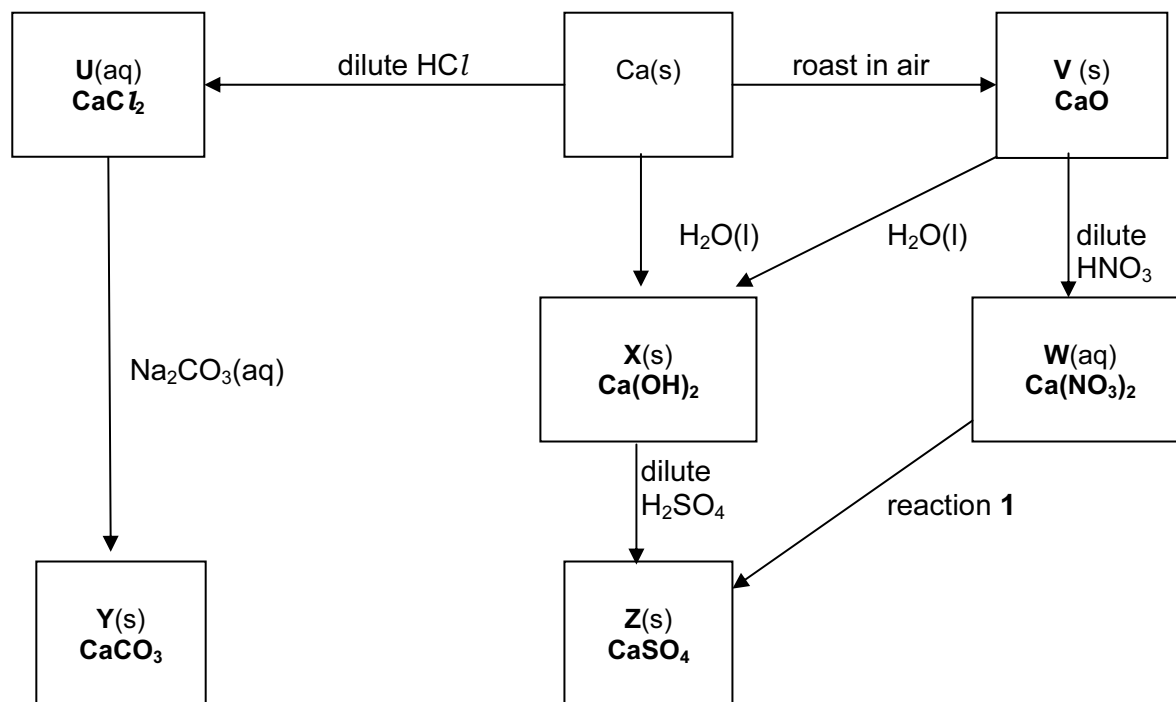 U(aq)
CaCl₂
dilute HCl
Ca(s)
roast in air
V (s)
CaO
H₂O(l)
H₂O(l)
dilute
HNO₃
Na₂CO₃(aq)
X(s)
Ca(OH)₂
W(aq)
Ca(NO₃)₂
dilute
H₂SO₄
reaction 1
Y(s)
CaCO₃
Z(s)
CaSO₄